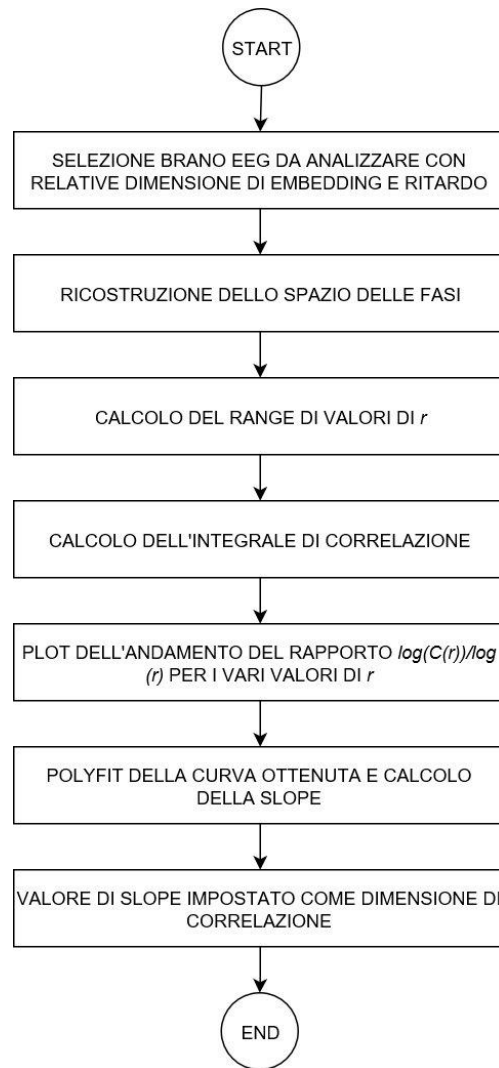 START
SELEZIONE BRANO EEG DA ANALIZZARE CON
RELATIVE DIMENSIONE DI EMBEDDING E RITARDO
RICOSTRUZIONE DELLO SPAZIO DELLE FASI
CALCOLO DEL RANGE DI VALORI DI r
CALCOLO DELL'INTEGRALE DI CORRELAZIONE
PLOT DELL'ANDAMENTO DEL RAPPORTO log(C(r))/log
(r) PER I VARI VALORI DI r
POLYFIT DELLA CURVA OTTENUTA E CALCOLO
DELLA SLOPE
VALORE DI SLOPE IMPOSTATO COME DIMENSIONE DI
CORRELAZIONE
END